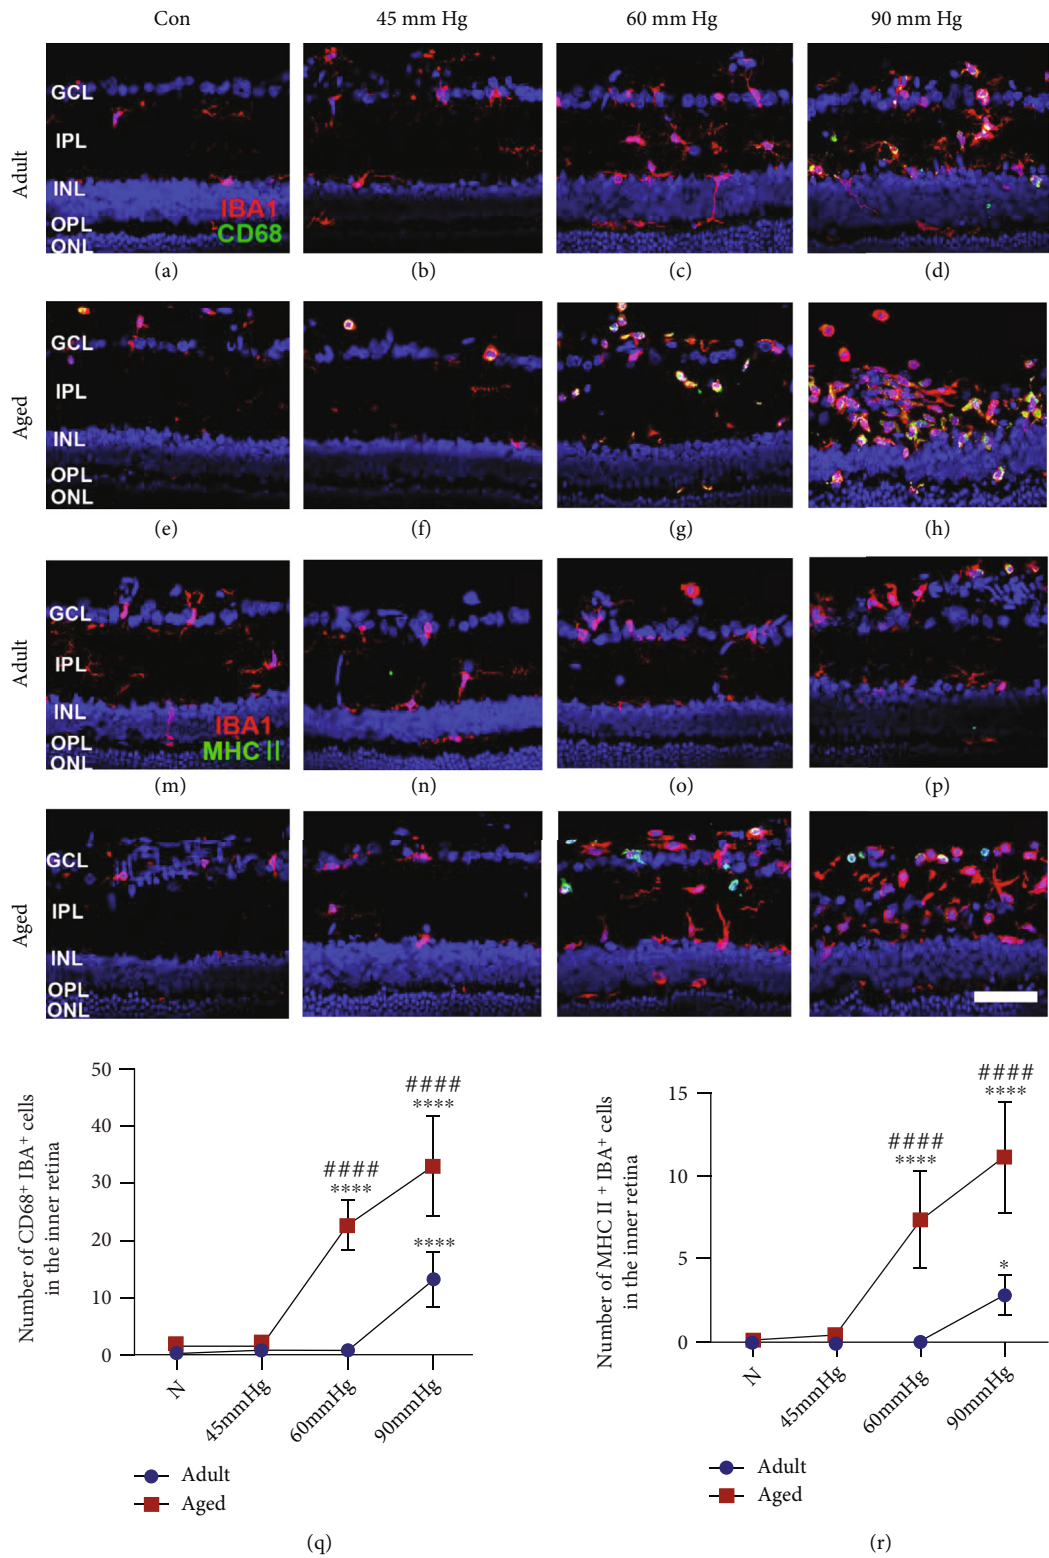 Con 45 mm Hg 60 mm Hg 90 mm Hg
Adult
GCL
IPL
INL
OPL
ONL
IBA1
CD68
(a) (b) (c) (d)
Aged
GCL
IPL
INL
OPL
ONL
(e) (f) (g) (h)
Adult
GCL
IPL
INL
OPL
ONL
IBA1
MHC II
(m) (n) (o) (p)
Aged
GCL
IPL
INL
OPL
ONL
Number of CD68+ IBA+ cells
in the inner retina
50
40
30
20
10
0
####
****
####
****
****
N 45mmHg 60mmHg 90mmHg
Adult
Aged
(q)
Number of MHC II + IBA+ cells
in the inner retina
15
10
5
0
####
****
####
****
*
N 45mmHg 60mmHg 90mmHg
Adult
Aged
(r)